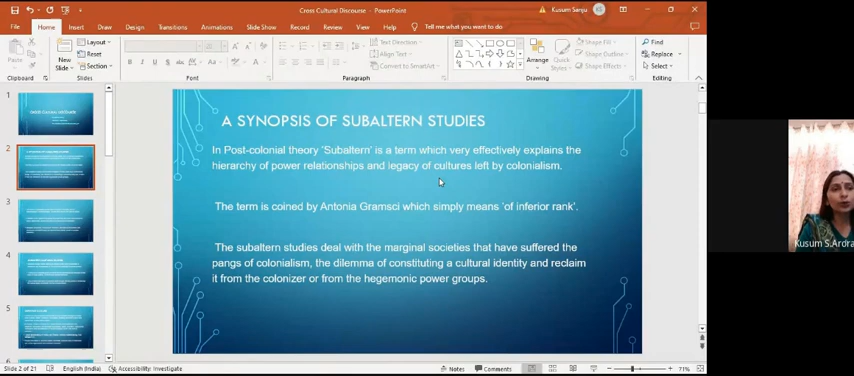 Cross Cultural Discourse - PowerPoint
Kusum Sanju
KS
File Home Insert Draw Design Transitions Animations Slide Show Review View Help Tell me what you want to do
Paste
New Slide
Layout
Reset
Section
Text Direction
Align Text
Convert to SmartArt
Arrange
Quick Styles
Shape Fill
Shape Outline
Shape Effects
Find
Replace
Select
Clipboard Slides Font Paragraph Drawing Editing
1
2
3
4
5
A SYNOPSIS OF SUBALTERN STUDIES
In Post-colonial theory 'Subaltern' is a term which very effectively explains the
hierarchy of power relationships and legacy of cultures left by colonialism.
The term is coined by Antonia Gramsci which simply means 'of inferior rank'.
The subaltern studies deal with the marginal societies that have suffered the
pangs of colonialism, the dilemma of constituting a cultural identity and reclaim
it from the colonizer or from the hegemonic power groups.
Kusum S.Arora
Slide 2 of 21 English (India) Accessibility: Investigate Notes Comments 71%